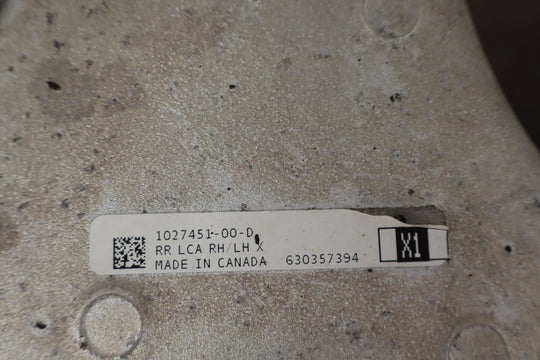 1027451-00-D
RR LCA RH/LH X
MADE IN CANADA 630357394
X1